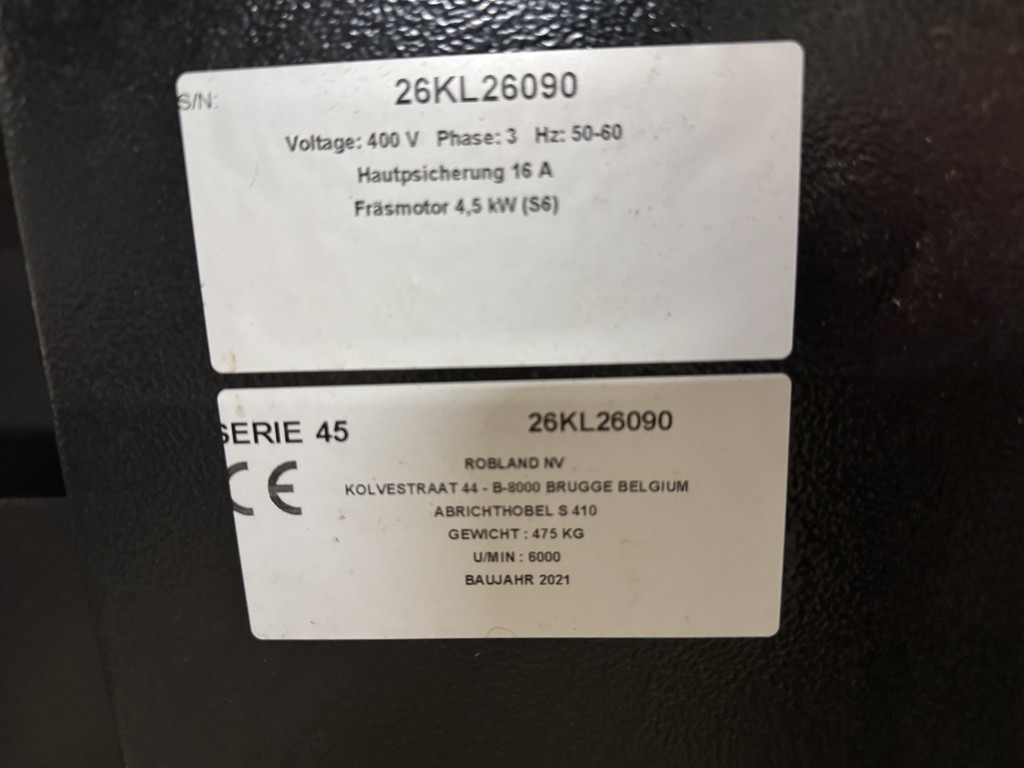 S/N: 26KL26090
Voltage: 400 V Phase: 3 Hz: 50-60
Hautpsicherung 16 A
Fräsmotor 4,5 kW (S6)
SERIE 45 26KL26090
CE
ROBLAND NV
KOLVESTRAAT 44 - B-8000 BRUGGE BELGIUM
ABRICHTHOBEL S 410
GEWICHT : 475 KG
U/MIN : 6000
BAUJAHR 2021